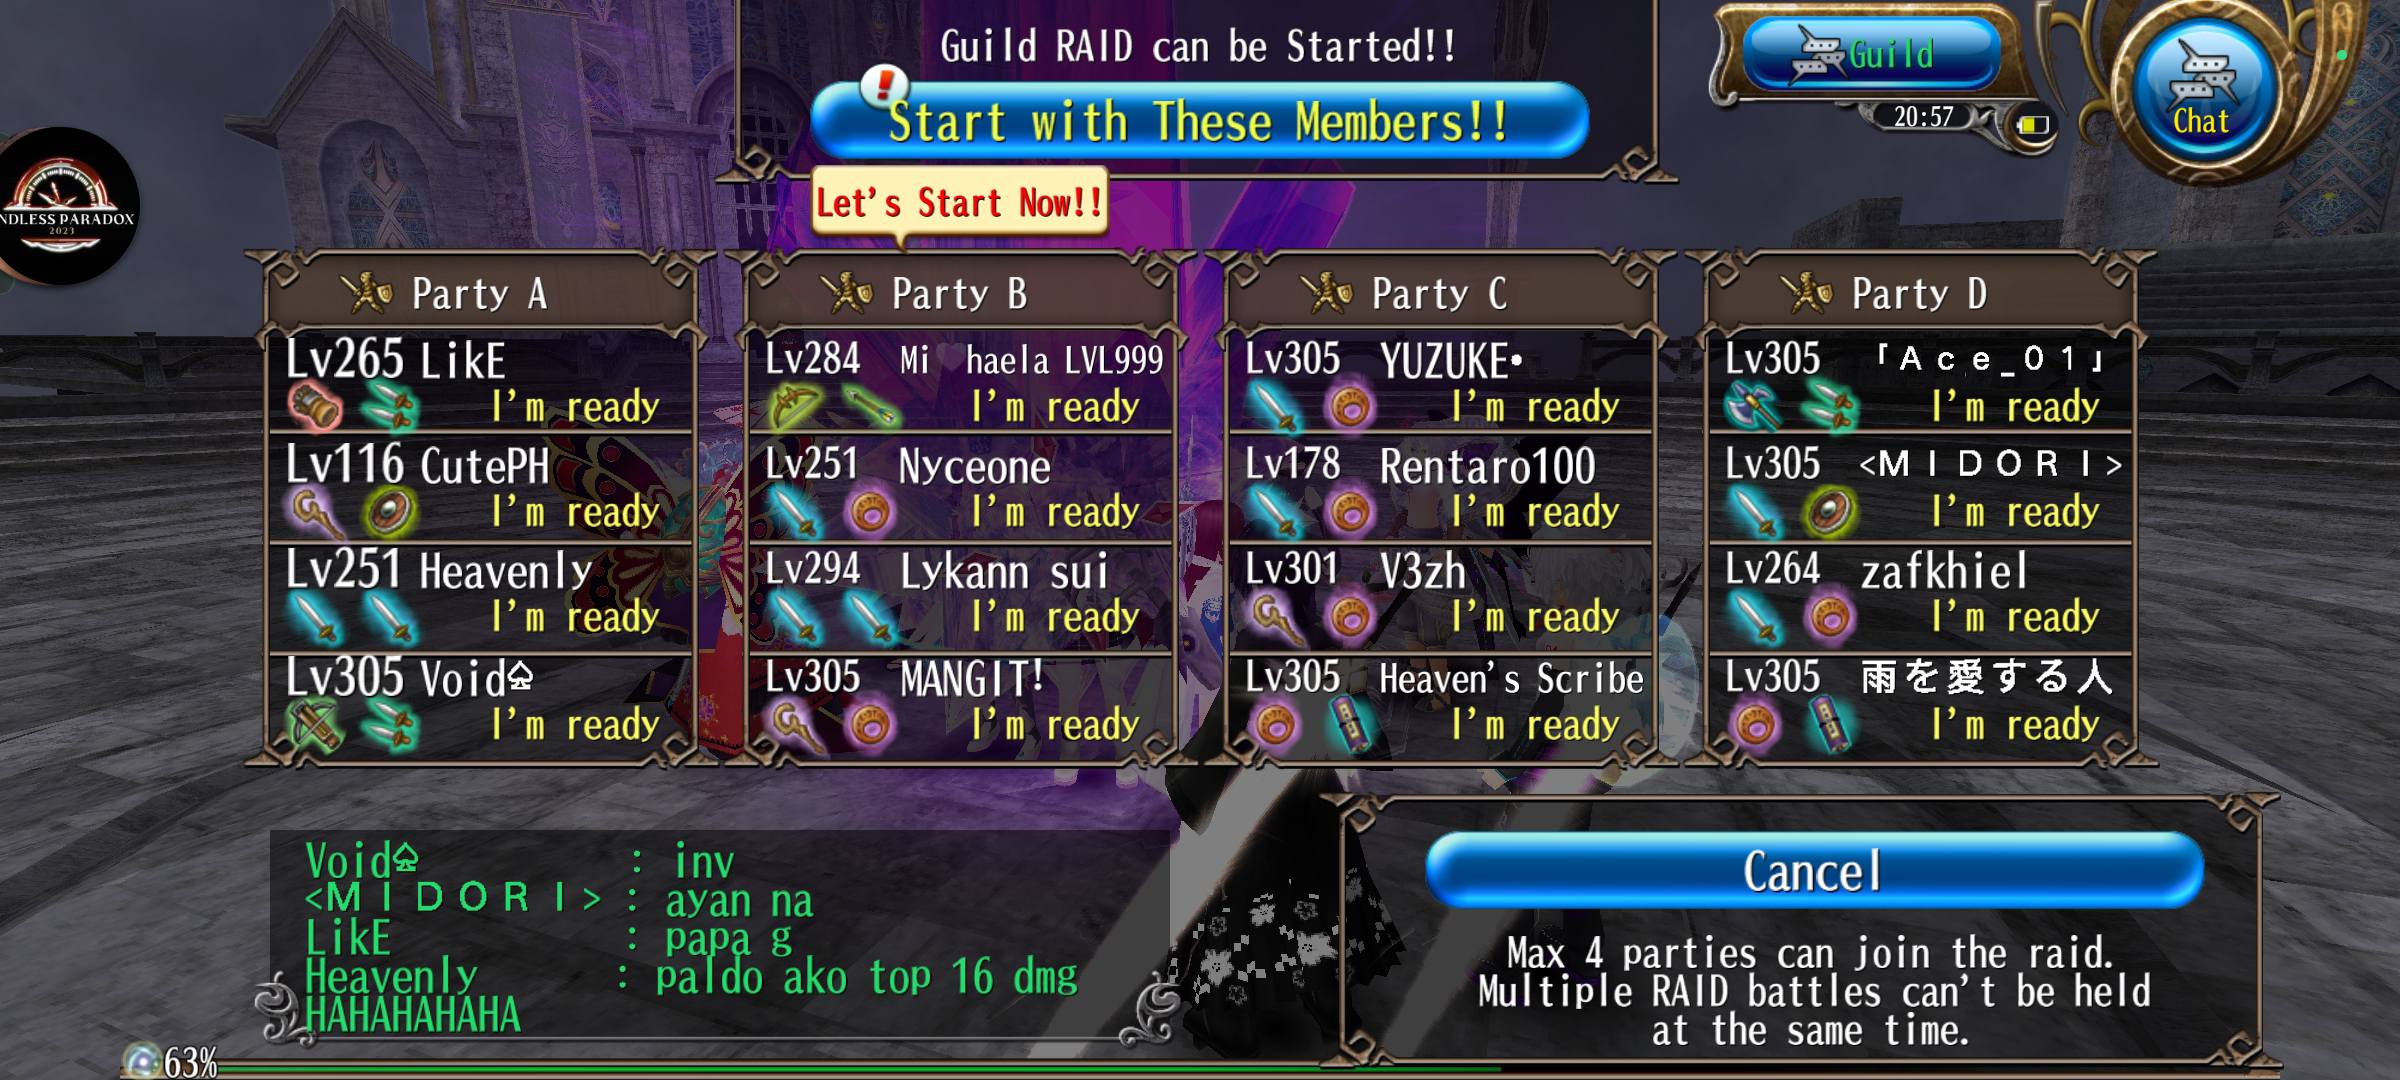 Guild RAID can be Started!!
Start with These Members!!
Let's Start Now!!
Guild
20:57
Chat
NDLESS PARADOX
2023
Party A
Lv265 LikE
I'm ready
Lv116 CutePH
I'm ready
Lv251 Heavenly
I'm ready
Lv305 Void♤
I'm ready
Party B
Lv284 Mi haela LVL999
I'm ready
Lv251 Nyceone
I'm ready
Lv294 Lykann sui
I'm ready
Lv305 MANGIT!
I'm ready
Party C
Lv305 YUZUKE•
I'm ready
Lv178 Rentaro100
I'm ready
Lv301 V3zh
I'm ready
Lv305 Heaven's Scribe
I'm ready
Party D
Lv305 「Ａｃｅ_０１」
I'm ready
Lv305 <ＭＩＤＯＲＩ>
I'm ready
Lv264 zafkhiel
I'm ready
Lv305 雨を愛する人
I'm ready
Void♤ : inv
<ＭＩＤＯＲＩ> : ayan na
LikE : papa g
Heavenly : paldo ako top 16 dmg
HAHAHAHAHA
63%
Cancel
Max 4 parties can join the raid.
Multiple RAID battles can't be held
at the same time.